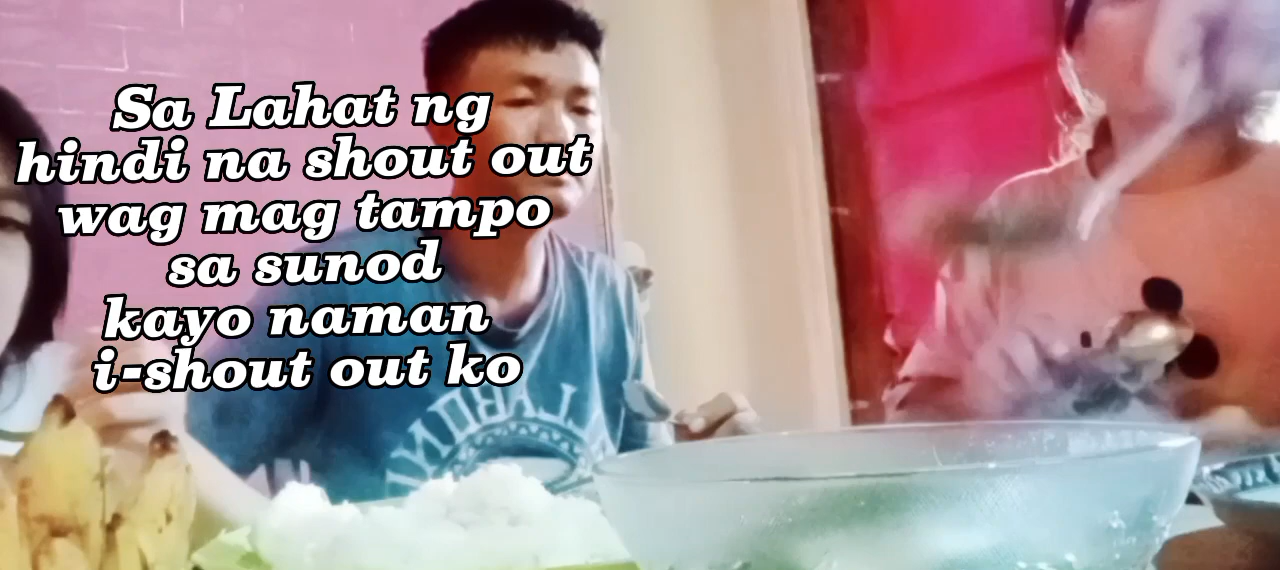 Sa Lahat ng
hindi na shout out
wag mag tampo
sa sunod
kayo naman
i-shout out ko